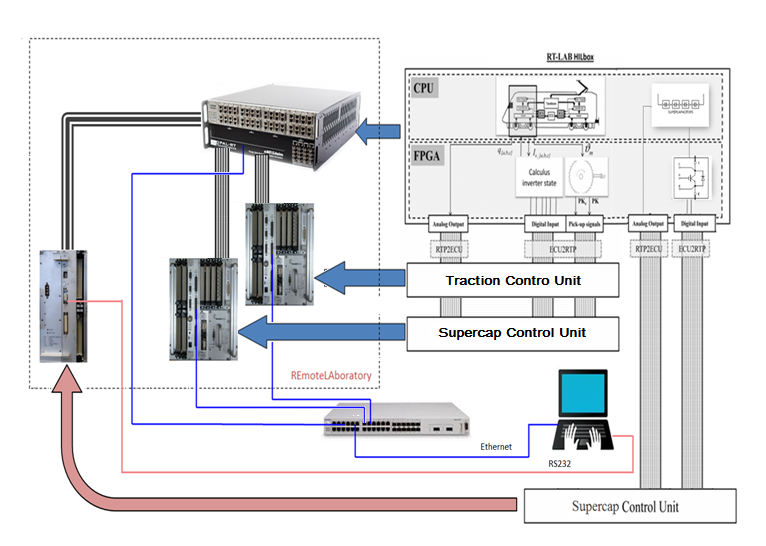 RT-LAB HILbox
CPU
SUPERCAPACITORS
FPGA
Calculus
inverter state
PK
PK
Analog Output
Digital Input
Pick-up signals
Analog Output
Digital Input
RTP2ECU
ECU2RTP
RTP2ECU
ECU2RTP
Traction Contro Unit
Supercap Control Unit
REmoteLAboratory
Ethernet
RS232
Supercap Control Unit